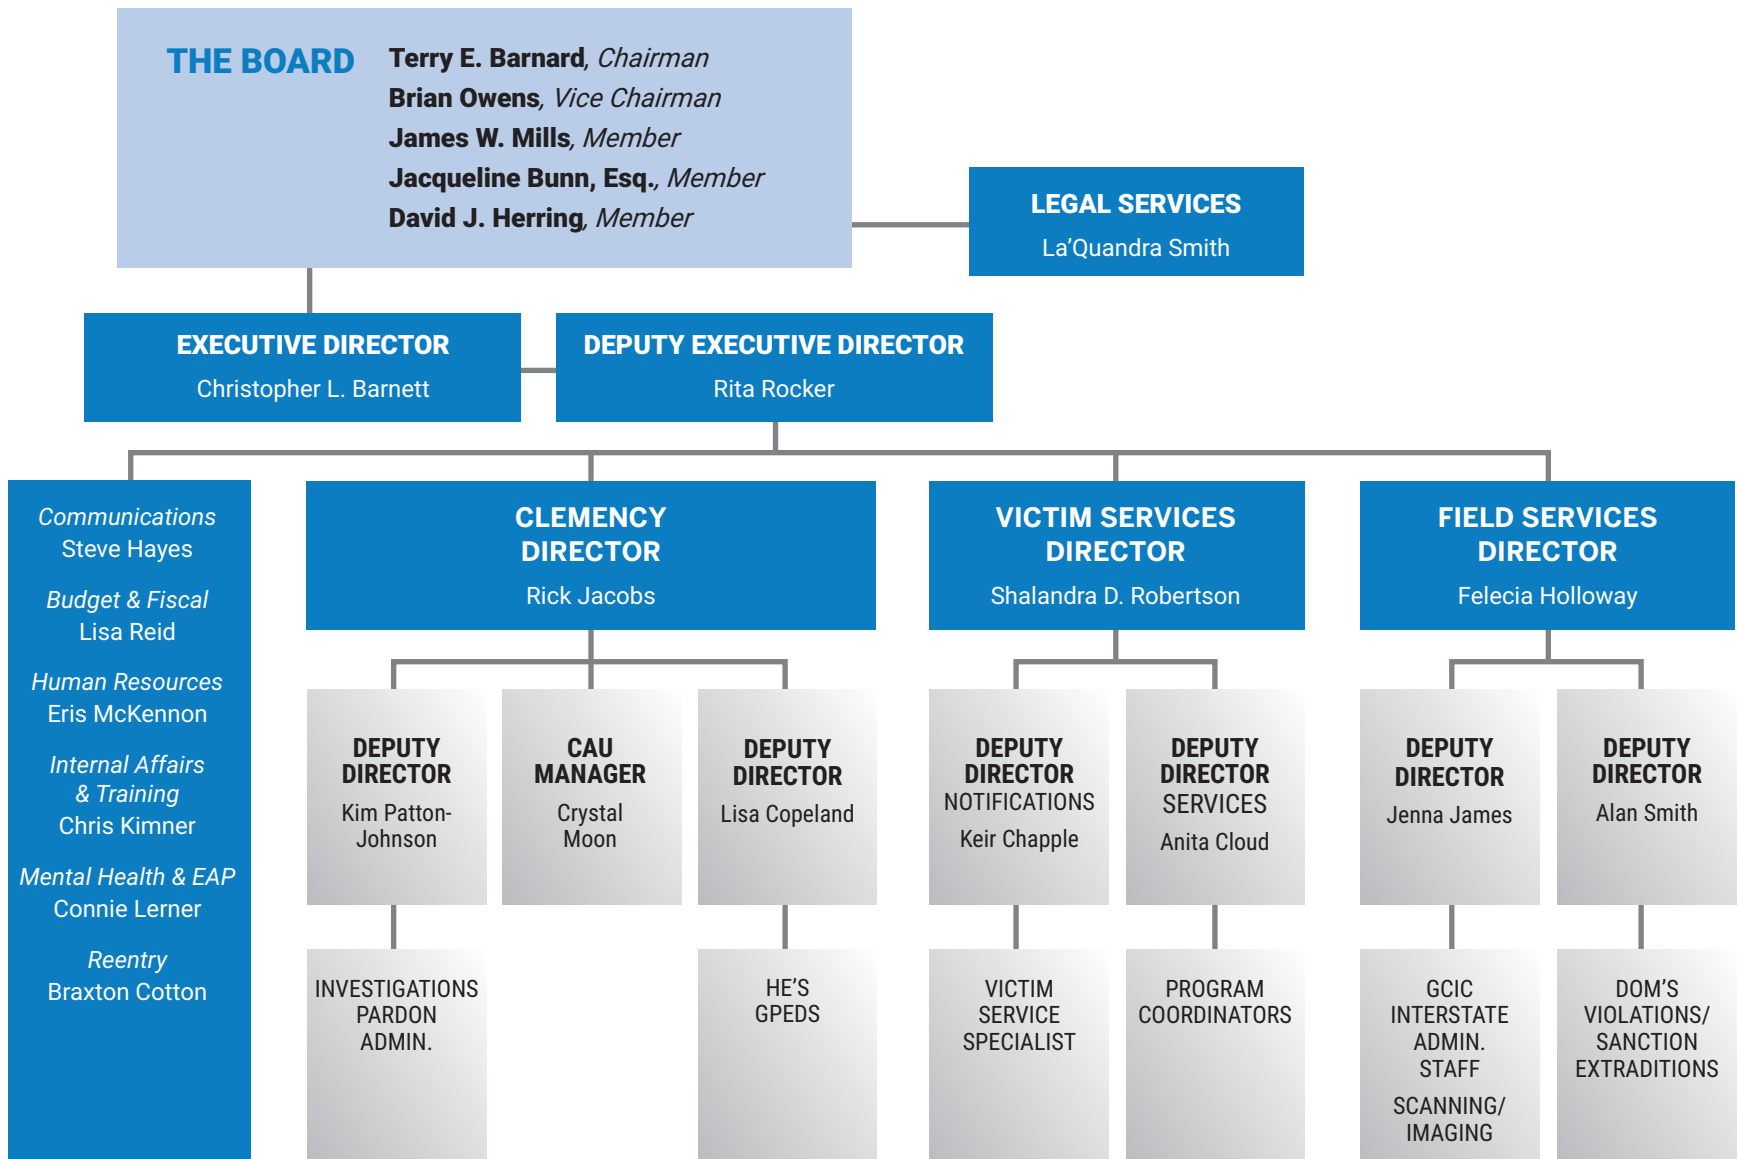 THE BOARD
Terry E. Barnard, Chairman
Brian Owens, Vice Chairman
James W. Mills, Member
Jacqueline Bunn, Esq., Member
David J. Herring, Member
LEGAL SERVICES
La’Quandra Smith
EXECUTIVE DIRECTOR
Christopher L. Barnett
DEPUTY EXECUTIVE DIRECTOR
Rita Rocker
Communications
Steve Hayes
Budget & Fiscal
Lisa Reid
Human Resources
Eris McKennon
Internal Affairs
& Training
Chris Kimner
Mental Health & EAP
Connie Lerner
Reentry
Braxton Cotton
CLEMENCY
DIRECTOR
Rick Jacobs
VICTIM SERVICES
DIRECTOR
Shalandra D. Robertson
FIELD SERVICES
DIRECTOR
Felecia Holloway
DEPUTY
DIRECTOR
Kim Patton-
Johnson
CAU
MANAGER
Crystal
Moon
DEPUTY
DIRECTOR
Lisa Copeland
DEPUTY
DIRECTOR
NOTIFICATIONS
Keir Chapple
DEPUTY
DIRECTOR
SERVICES
Anita Cloud
DEPUTY
DIRECTOR
Jenna James
DEPUTY
DIRECTOR
Alan Smith
INVESTIGATIONS
PARDON
ADMIN.
HE’S
GPEDS
VICTIM
SERVICE
SPECIALIST
PROGRAM
COORDINATORS
GCIC
INTERSTATE
ADMIN.
STAFF
SCANNING/
IMAGING
DOM’S
VIOLATIONS/
SANCTION
EXTRADITIONS